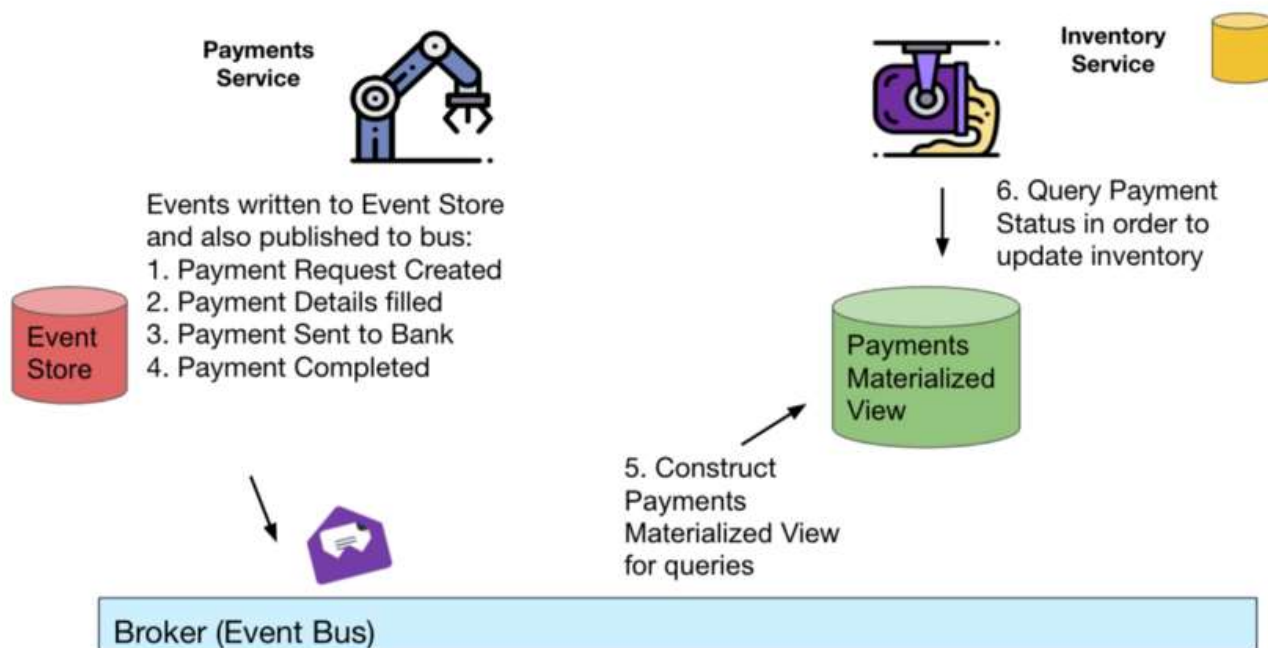 Payments
Service
Inventory
Service
Events written to Event Store
and also published to bus:
1. Payment Request Created
2. Payment Details filled
3. Payment Sent to Bank
4. Payment Completed
Event
Store
6. Query Payment
Status in order to
update inventory
Payments
Materialized
View
5. Construct
Payments
Materialized View
for queries
Broker (Event Bus)